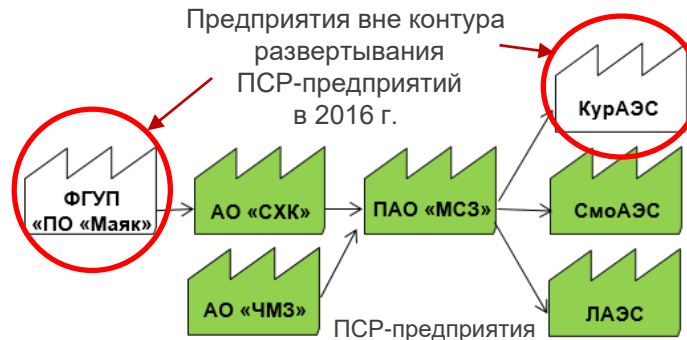 Предприятия вне контура
развертывания
ПСР-предприятий
в 2016 г.
КурАЭС
ФГУП
«ПО «Маяк»
АО «СХК»
ПАО «МСЗ»
СмоАЭС
АО «ЧМЗ»
ЛАЭС
ПСР-предприятия